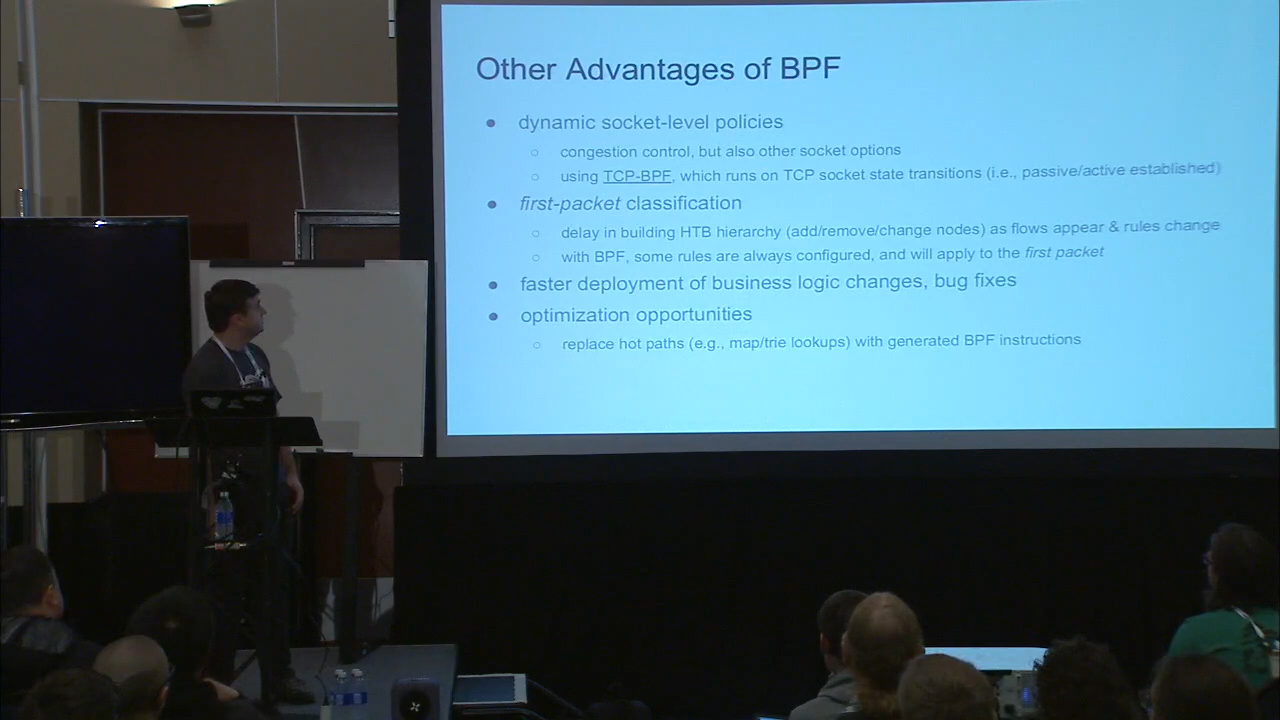 Other Advantages of BPF
● dynamic socket-level policies
○ congestion control, but also other socket options
○ using TCP-BPF, which runs on TCP socket state transitions (i.e., passive/active established)
● first-packet classification
○ delay in building HTB hierarchy (add/remove/change nodes) as flows appear & rules change
○ with BPF, some rules are always configured, and will apply to the first packet
● faster deployment of business logic changes, bug fixes
● optimization opportunities
○ replace hot paths (e.g., map/trie lookups) with generated BPF instructions